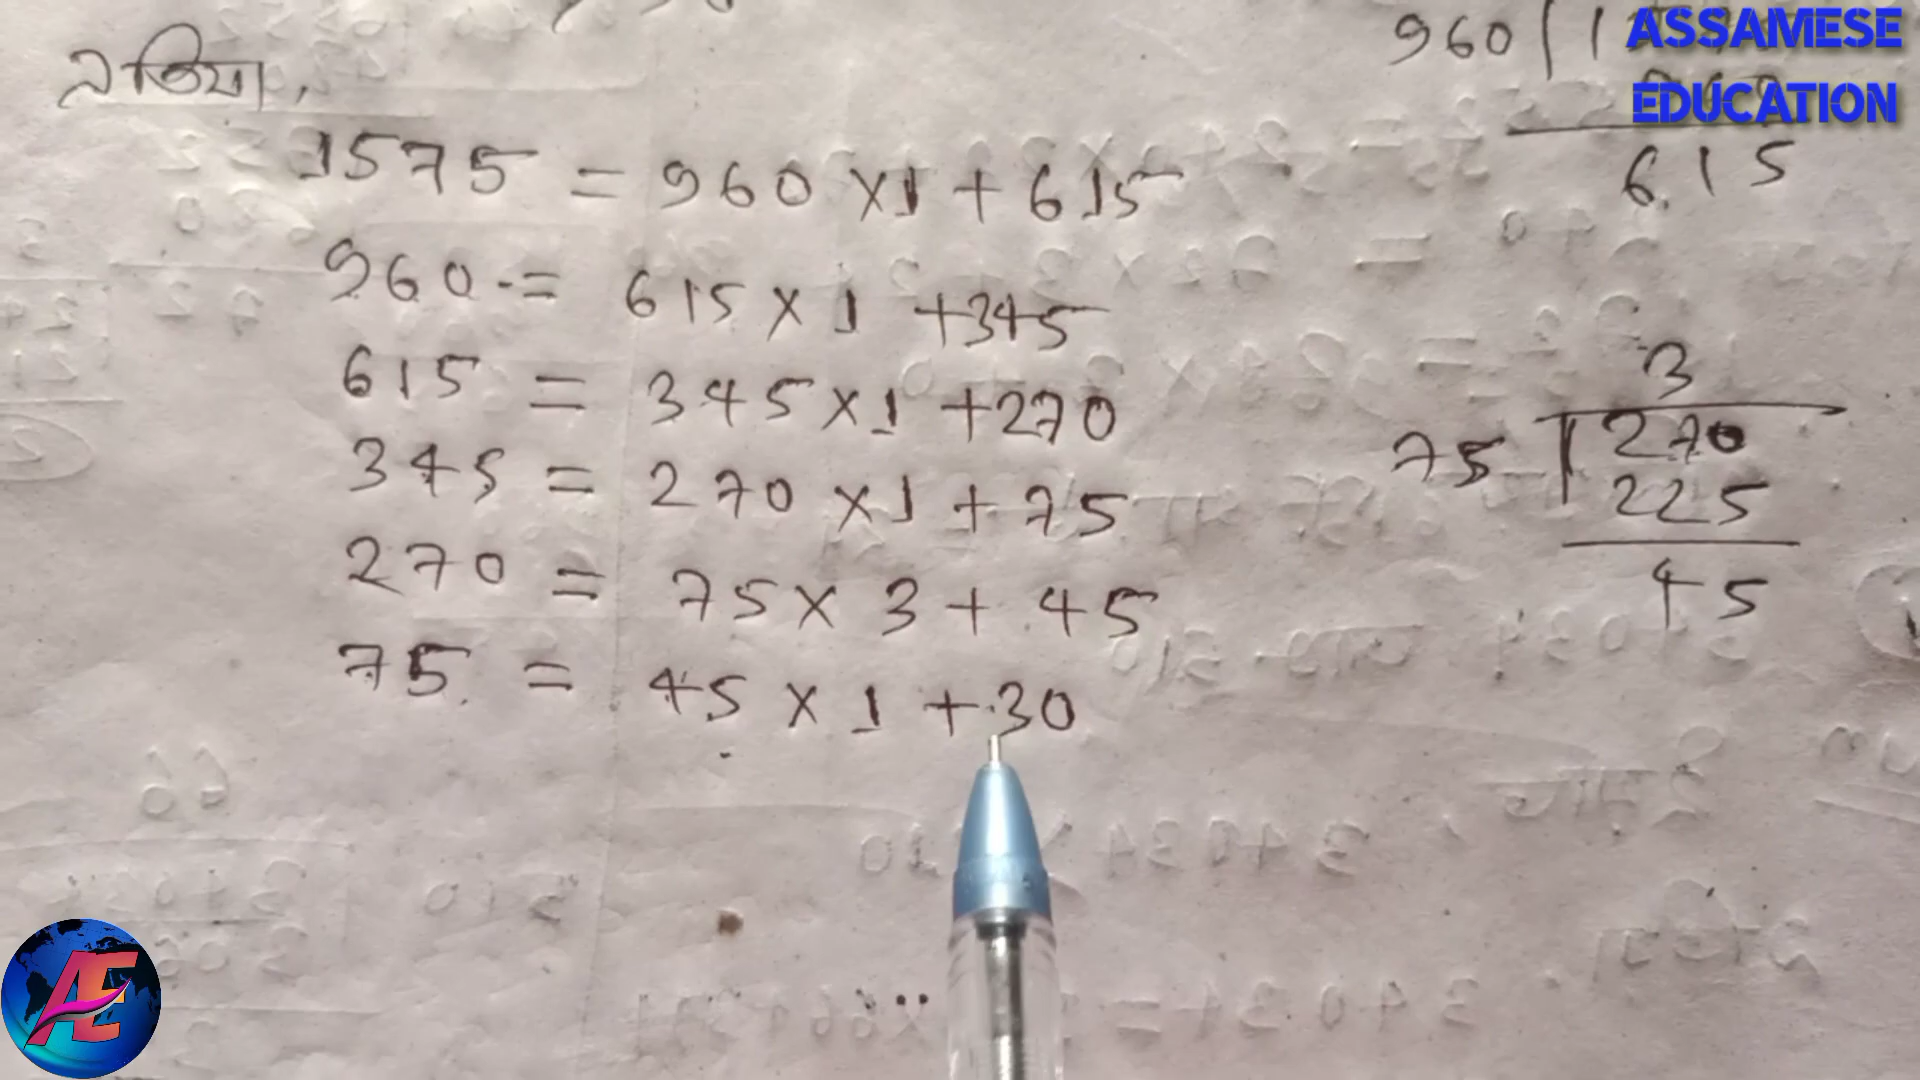 1575 = 960 × 1 + 615
960 = 615 × 1 + 345
615 = 345 × 1 + 270
345 = 270 × 1 + 75
270 = 75 × 3 + 45
75 = 45 × 1 + 30
960
615
3
75 270
225
45
ASSAMESE
EDUCATION
AE